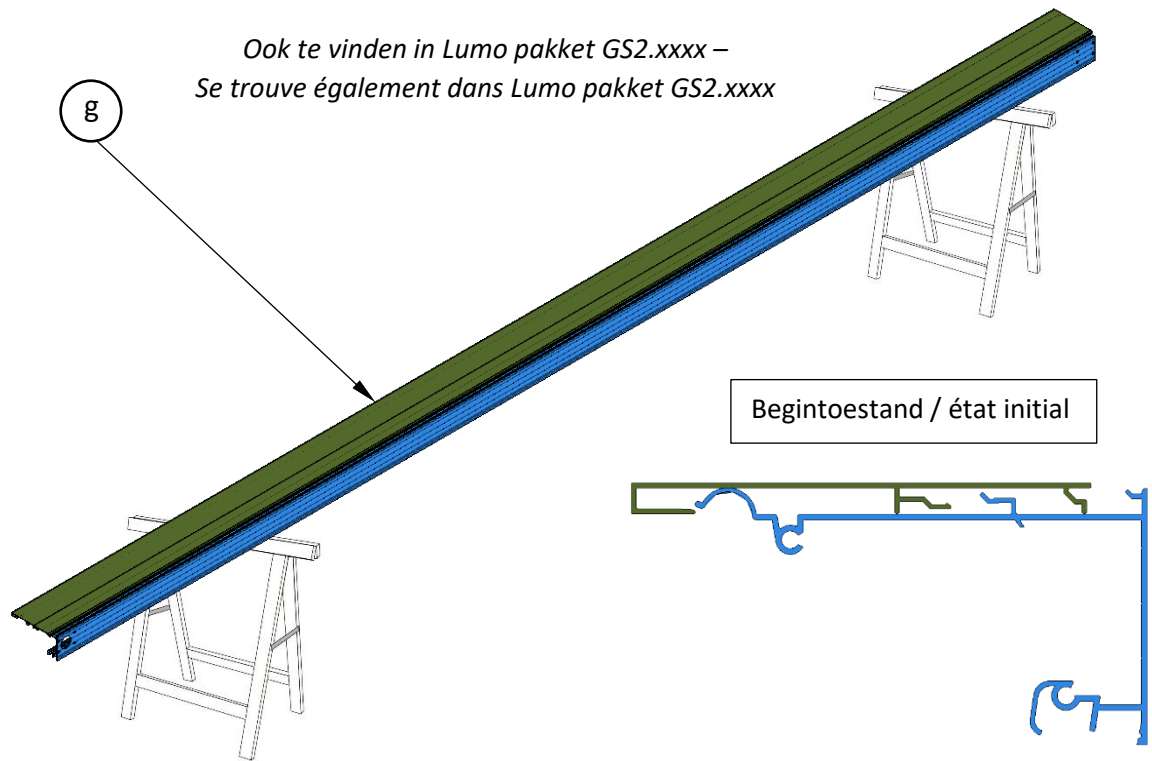 Ook te vinden in Lumo pakket GS2.xxxx –
Se trouve également dans Lumo pakket GS2.xxxx
g
Begintoestand / état initial